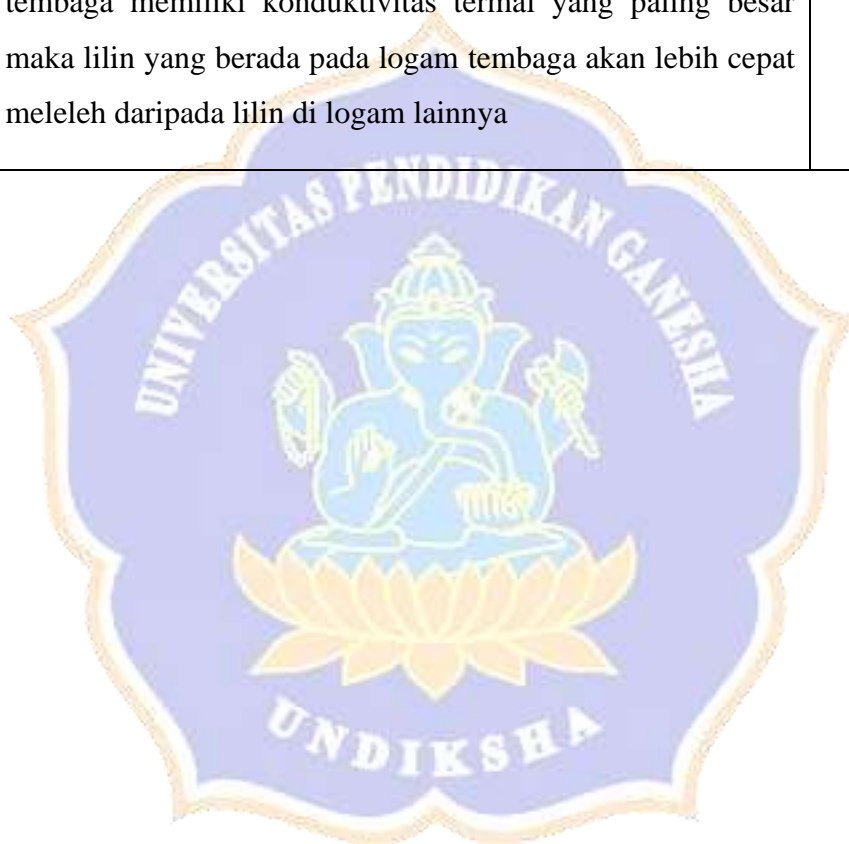 tembaga memiliki konduktivitas termal yang paling besar
maka lilin yang berada pada logam tembaga akan lebih cepat
meleleh daripada lilin di logam lainnya
UNIVERSITAS PENDIDIKAN GANESHA
UNDIKSHA